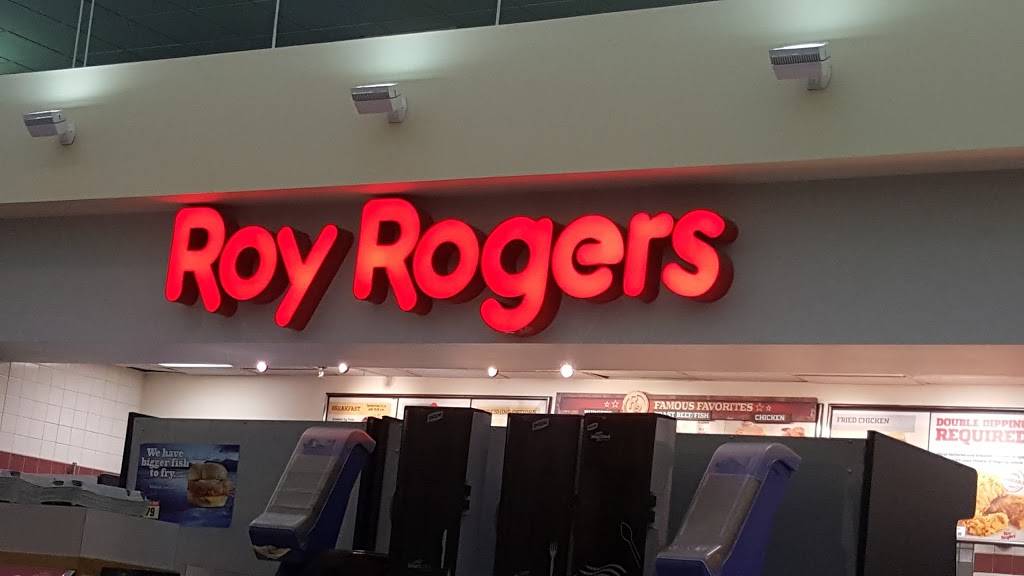 Roy Rogers
BREAKFAST
FAMOUS FAVORITES
BEEF FISH
CHICKEN
FRIED CHICKEN
DOUBLE DIPPING
REQUIRED
We have
bigger fish
to fry.
79